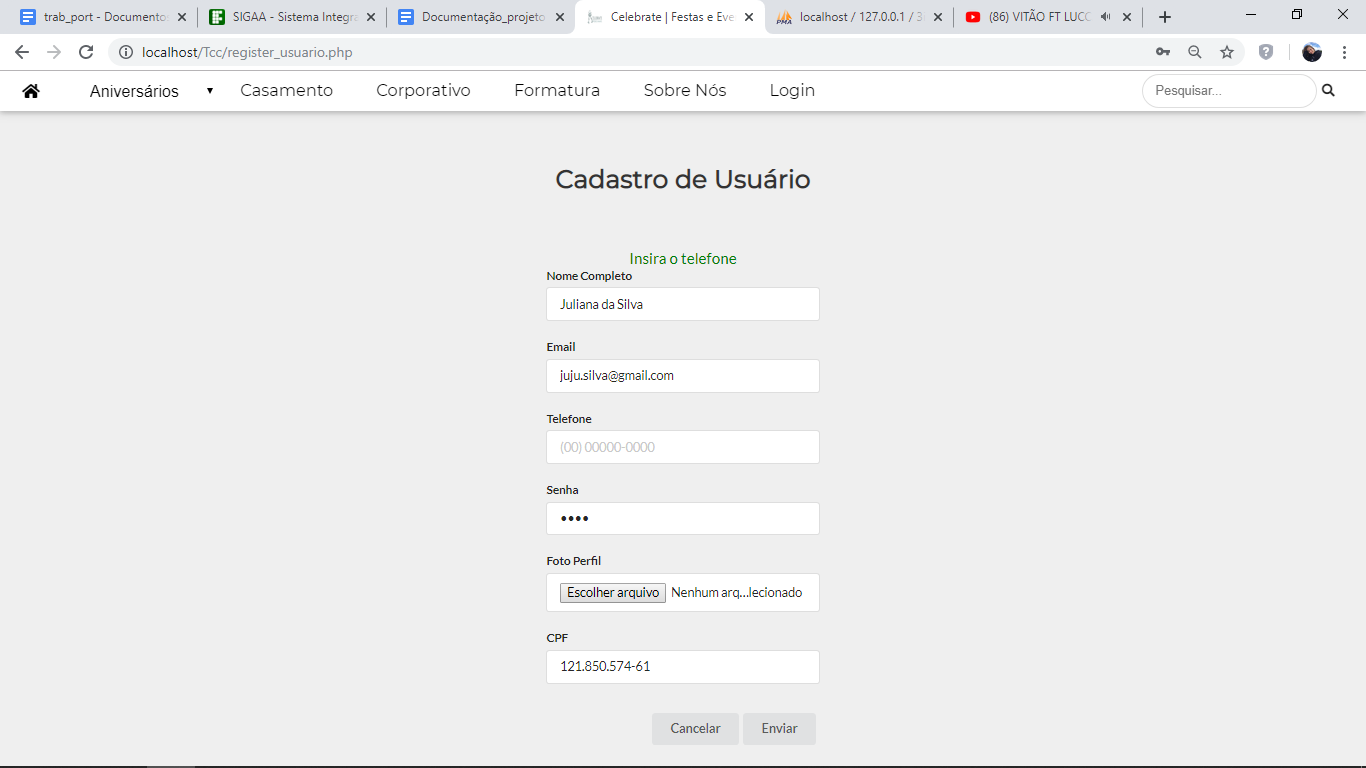 trab_port - Documento
SIGAA - Sistema Integra
Documentação_projeto
Celebrate | Festas e Eve
localhost / 127.0.0.1 / 3
(86) VITÃO FT LUCC
localhost/Tcc/register_usuario.php
Aniversários
Casamento
Corporativo
Formatura
Sobre Nós
Login
Pesquisar...
Cadastro de Usuário
Insira o telefone
Nome Completo
Juliana da Silva
Email
juju.silva@gmail.com
Telefone
(00) 00000-0000
Senha
••••
Foto Perfil
Escolher arquivo Nenhum arq...lecionado
CPF
121.850.574-61
Cancelar
Enviar